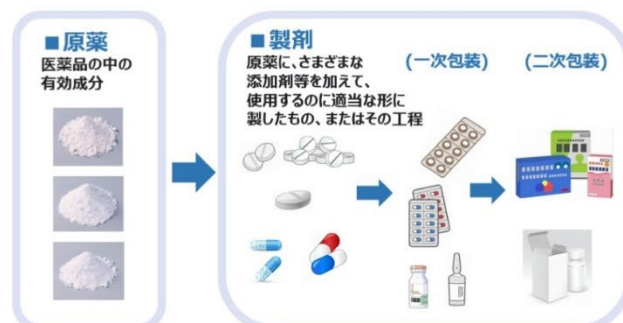 ■原薬
医薬品の中の
有効成分
■製剤
原薬に、さまざまな
添加剤等を加えて、
使用するのに適当な形に
製したもの、またはその工程
(一次包装)
(二次包装)